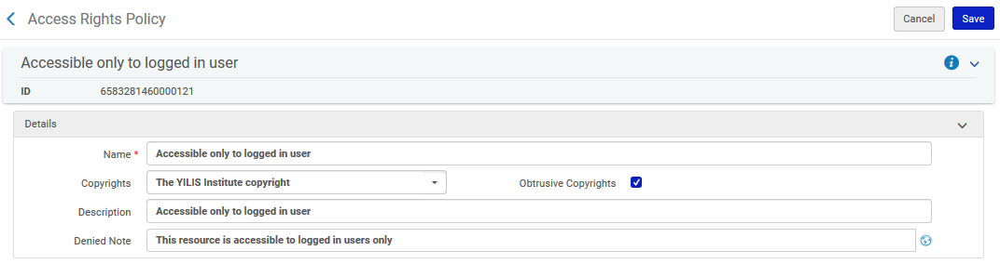 Access Rights Policy Cancel Save
Accessible only to logged in user
ID 6583281460000121
Details
Name * Accessible only to logged in user
Copyrights The YILIS Institute copyright Obtrusive Copyrights
Description Accessible only to logged in user
Denied Note This resource is accessible to logged in users only